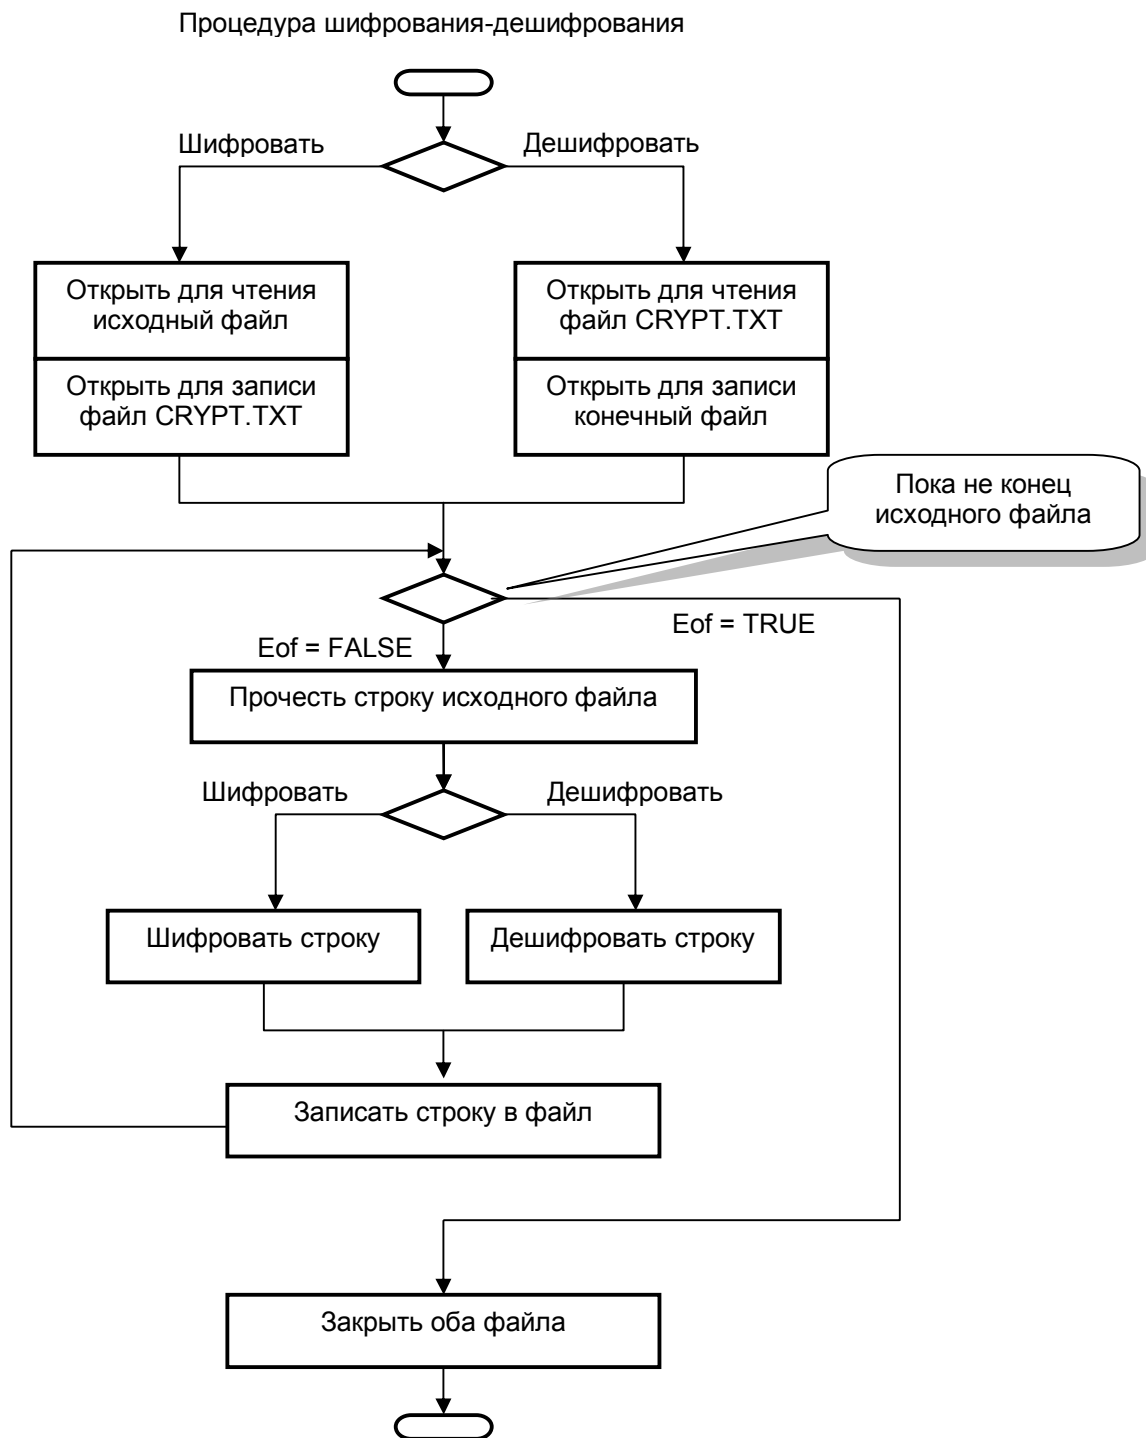 Процедура шифрования-дешифрования
Шифровать
Дешифровать
Открыть для чтения
исходный файл
Открыть для записи
файл CRYPT.TXT
Открыть для чтения
файл CRYPT.TXT
Открыть для записи
конечный файл
Пока не конец
исходного файла
Eof = TRUE
Eof = FALSE
Прочесть строку исходного файла
Шифровать
Дешифровать
Шифровать строку
Дешифровать строку
Записать строку в файл
Закрыть оба файла